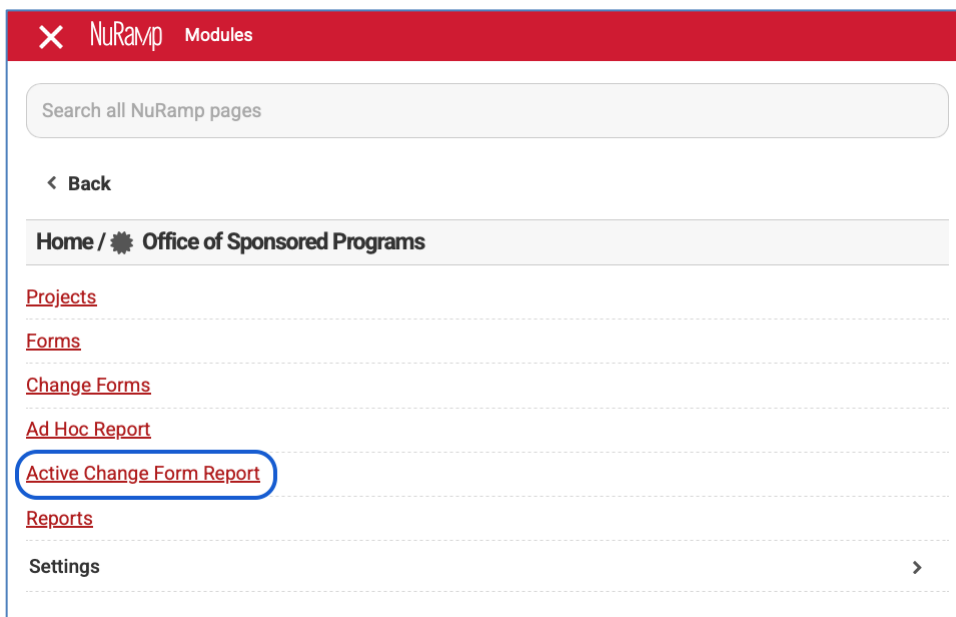 NuRamp Modules
Search all NuRamp pages
Back
Home / Office of Sponsored Programs
Projects
Forms
Change Forms
Ad Hoc Report
Active Change Form Report
Reports
Settings